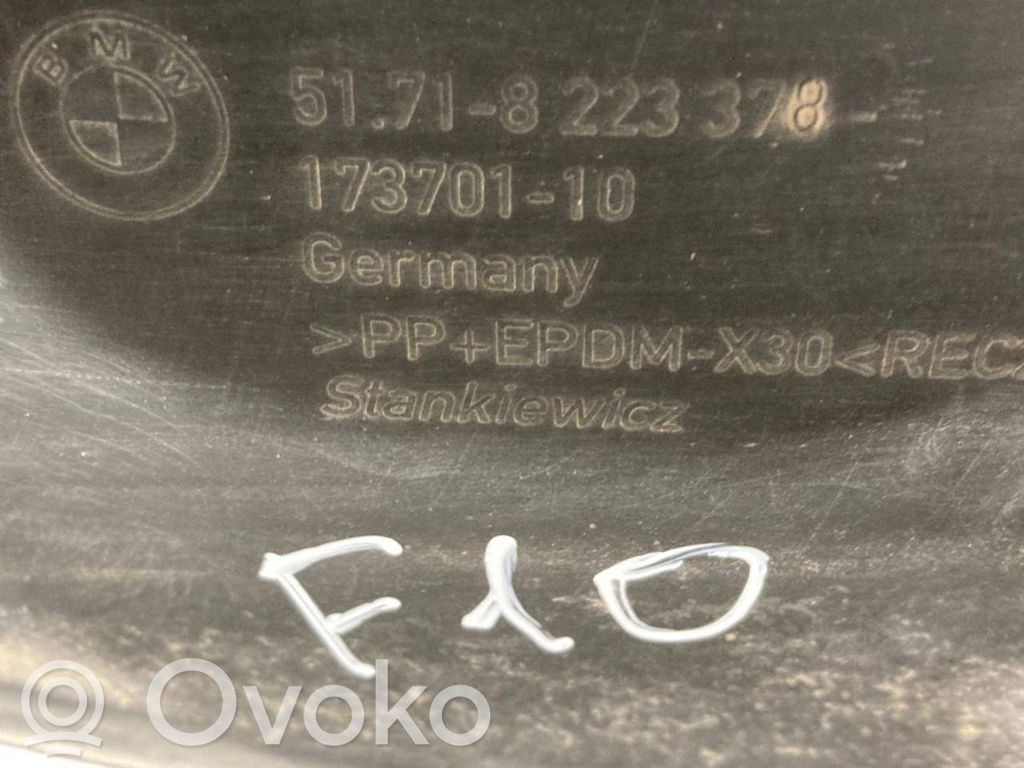 BMW
51.71-8 223 378-
173701-10
Germany
>PP+EPDM-X30<REC
Stankiewicz
F10
Ovoko